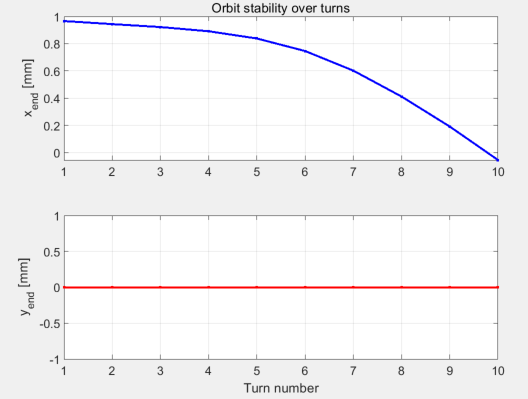 Orbit stability over turns
x_end [mm]
1
0.8
0.6
0.4
0.2
0
1 2 3 4 5 6 7 8 9 10
y_end [mm]
1
0.5
0
-0.5
-1
1 2 3 4 5 6 7 8 9 10
Turn number